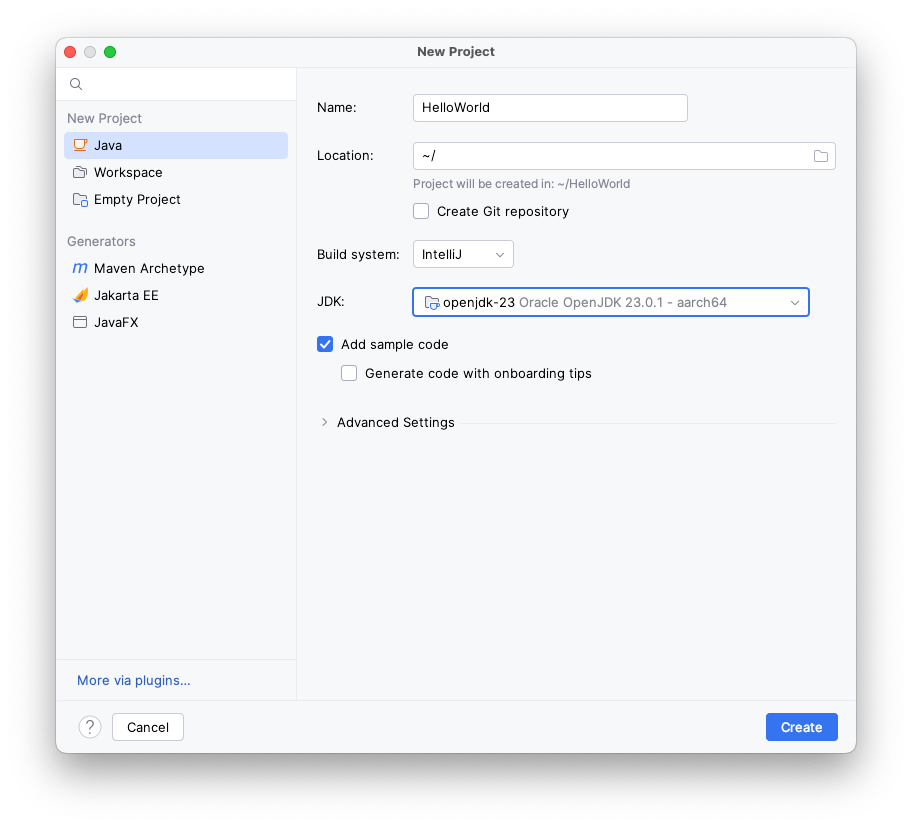 New Project
New Project
Java
Workspace
Empty Project
Generators
m Maven Archetype
Jakarta EE
JavaFX
More via plugins...
Name: HelloWorld
Location: ~/
Project will be created in: ~/HelloWorld
Create Git repository
Build system: IntelliJ
JDK: openjdk-23 Oracle OpenJDK 23.0.1 - aarch64
Add sample code
Generate code with onboarding tips
Advanced Settings
? Cancel Create